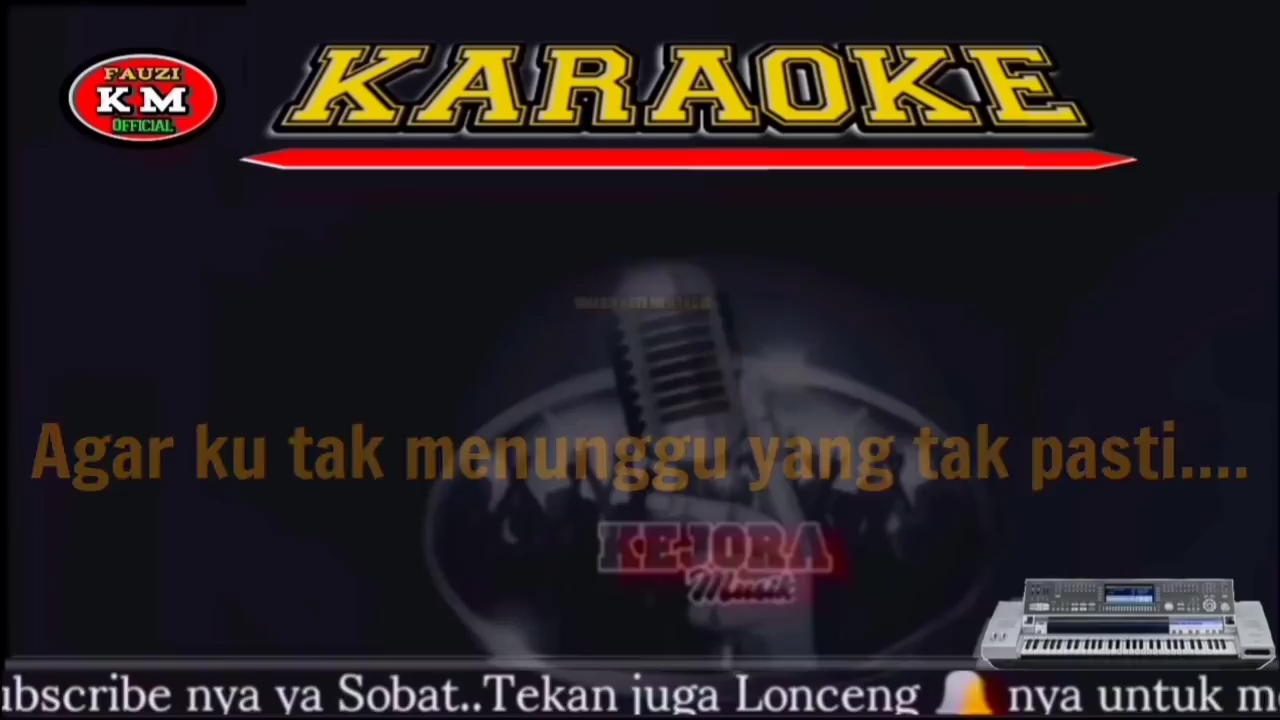 FAUZI
KM
OFFICIAL
KARAOKE
Agar ku tak menunggu yang tak pasti....
KEJORA
Musik
ubscribe nya ya Sobat..Tekan juga Lonceng nya untuk m